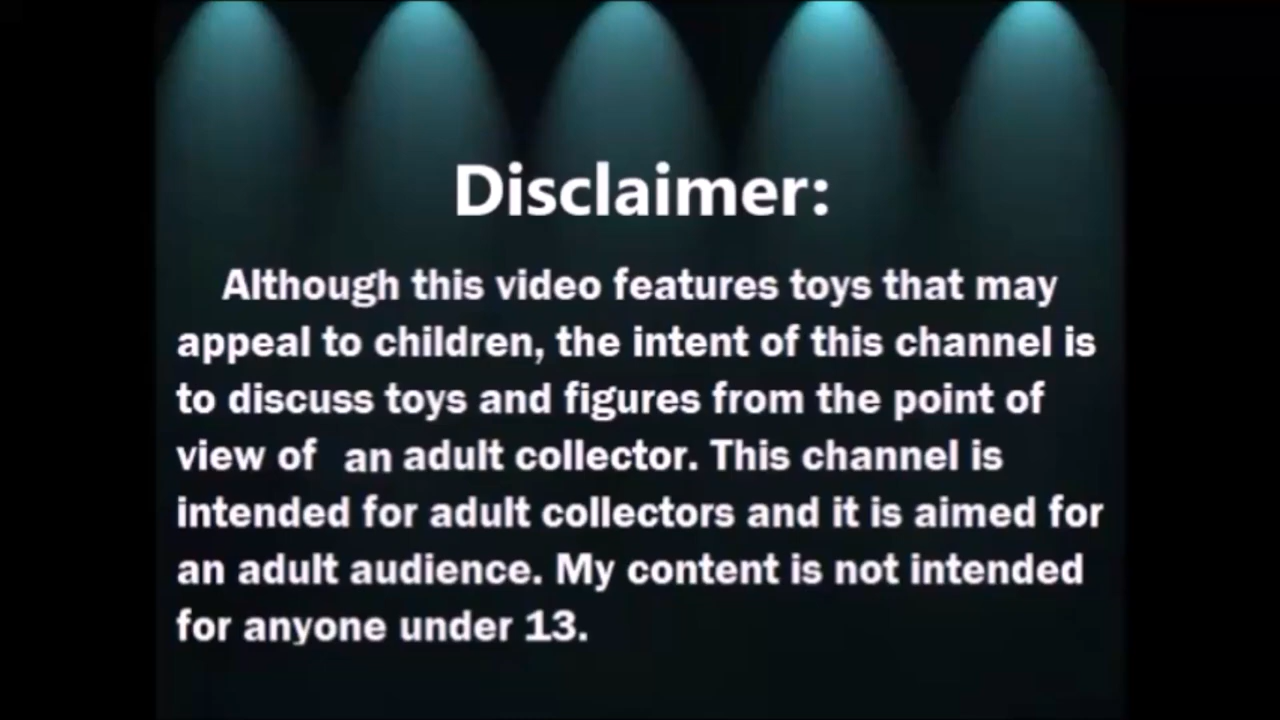 Disclaimer:
Although this video features toys that may
appeal to children, the intent of this channel is
to discuss toys and figures from the point of
view of an adult collector. This channel is
intended for adult collectors and it is aimed for
an adult audience. My content is not intended
for anyone under 13.